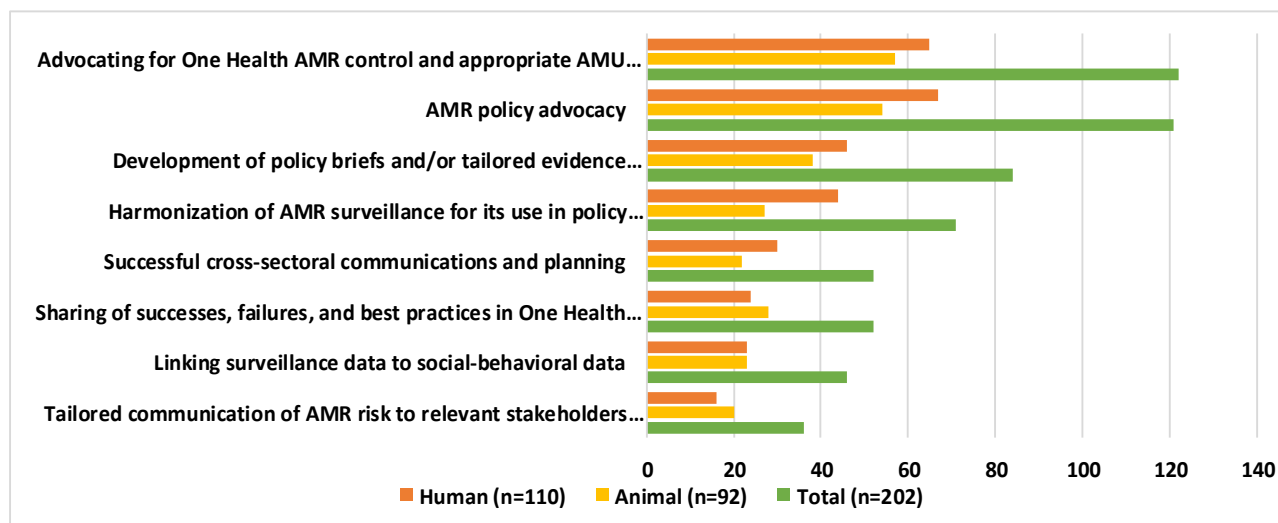 Advocating for One Health AMR control and appropriate AMU…
AMR policy advocacy
Development of policy briefs and/or tailored evidence…
Harmonization of AMR surveillance for its use in policy…
Successful cross-sectoral communications and planning
Sharing of successes, failures, and best practices in One Health…
Linking surveillance data to social-behavioral data
Tailored communication of AMR risk to relevant stakeholders…
0 20 40 60 80 100 120 140
Human (n=110) Animal (n=92) Total (n=202)